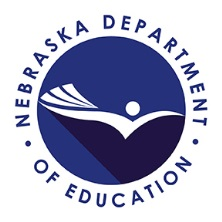 NEBRASKA DEPARTMENT
OF EDUCATION